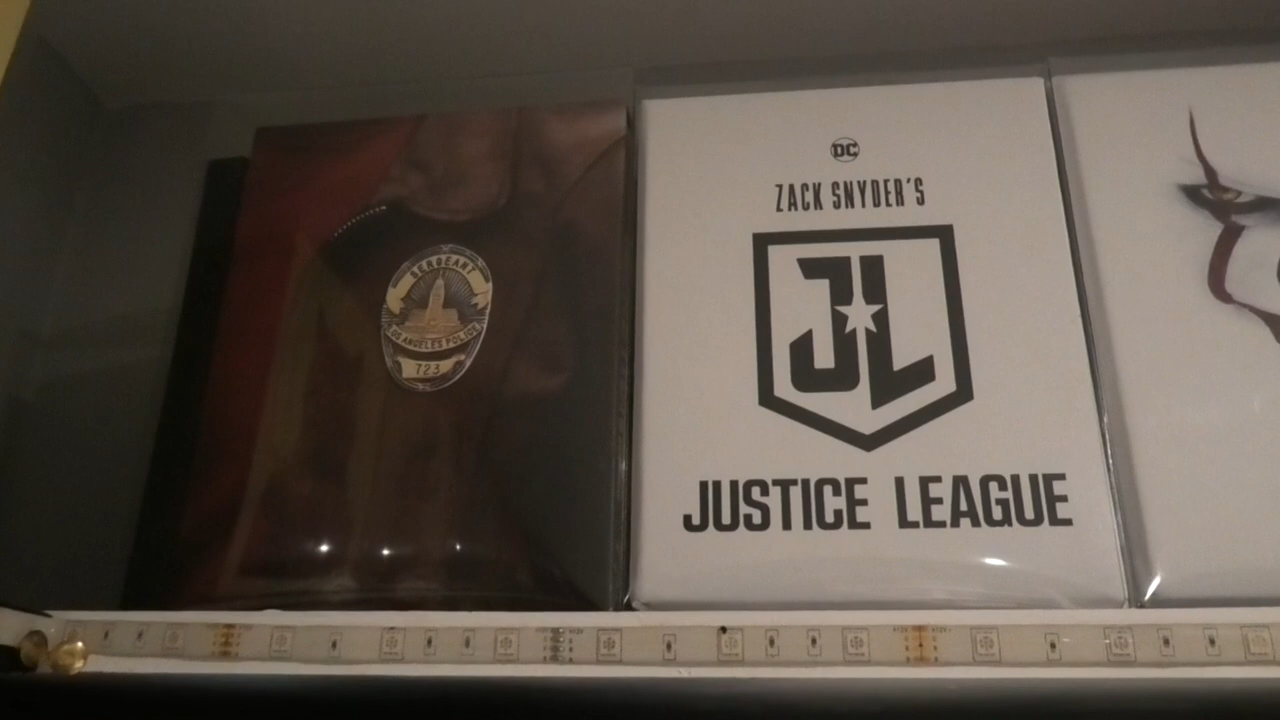 SERGEANT
LOS ANGELES POLICE
723
DC
ZACK SNYDER'S
JL
JUSTICE LEAGUE